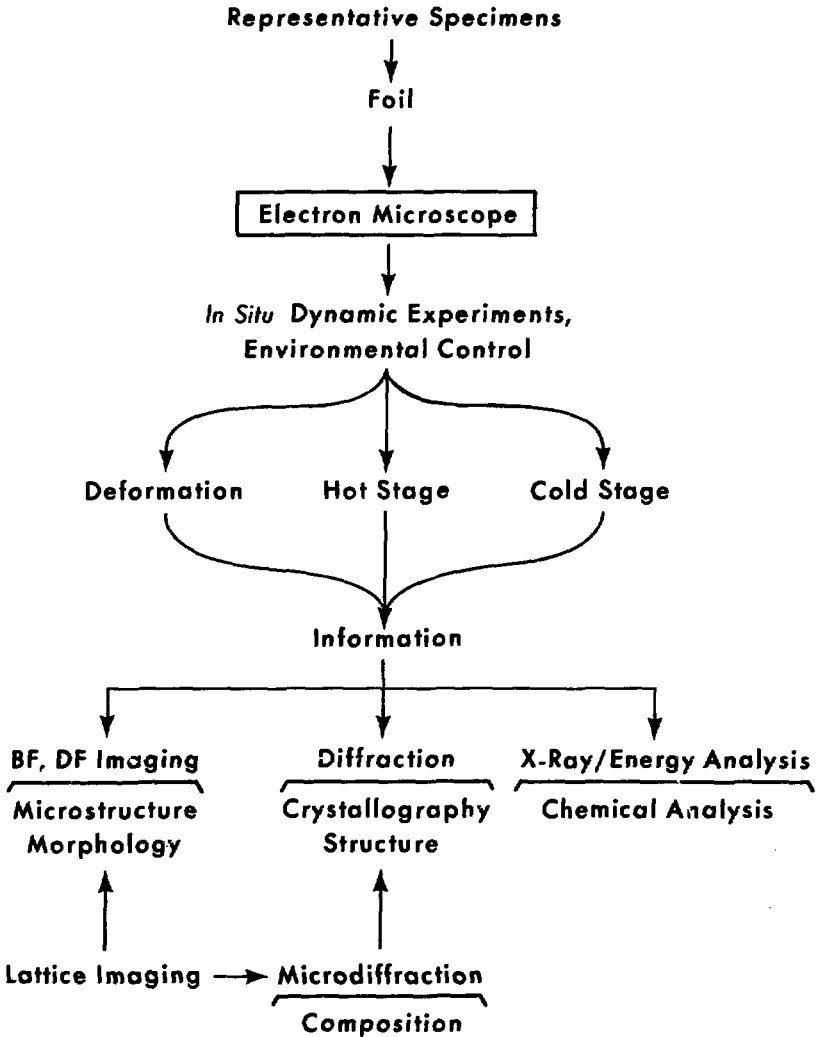 Representative Specimens
Foil
Electron Microscope
In Situ Dynamic Experiments,
Environmental Control
Deformation
Hot Stage
Cold Stage
Information
BF, DF Imaging
Diffraction
X-Ray/Energy Analysis
Microstructure
Morphology
Crystallography
Structure
Chemical Analysis
Lattice Imaging
Microdiffraction
Composition